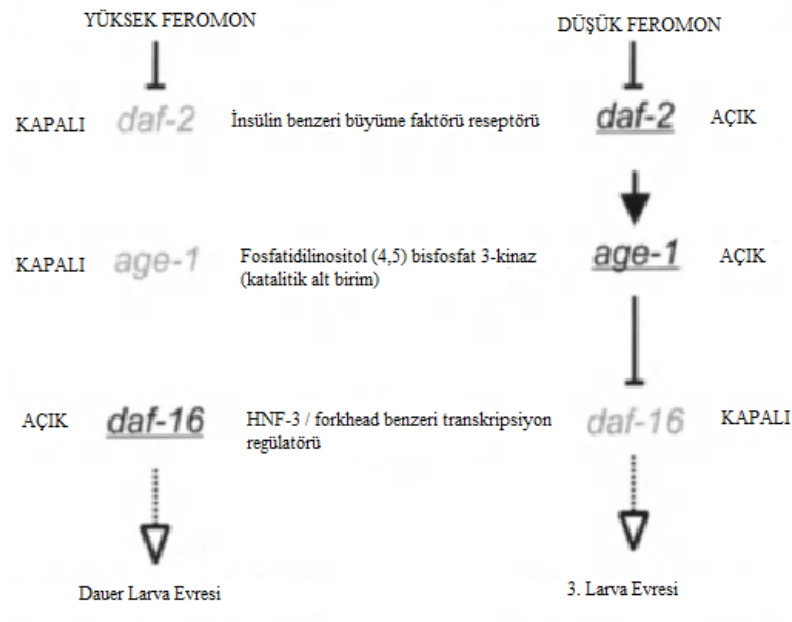 YÜKSEK FEROMON
DÜŞÜK FEROMON
KAPALI daf-2 İnsülin benzeri büyüme faktörü reseptörü daf-2 AÇIK
KAPALI age-1 Fosfatidilinositol (4,5) bisfosfat 3-kinaz
(katalitik alt birim) age-1 AÇIK
AÇIK daf-16 HNF-3 / forkhead benzeri transkripsiyon
regülatörü daf-16 KAPALI
Dauer Larva Evresi
3. Larva Evresi